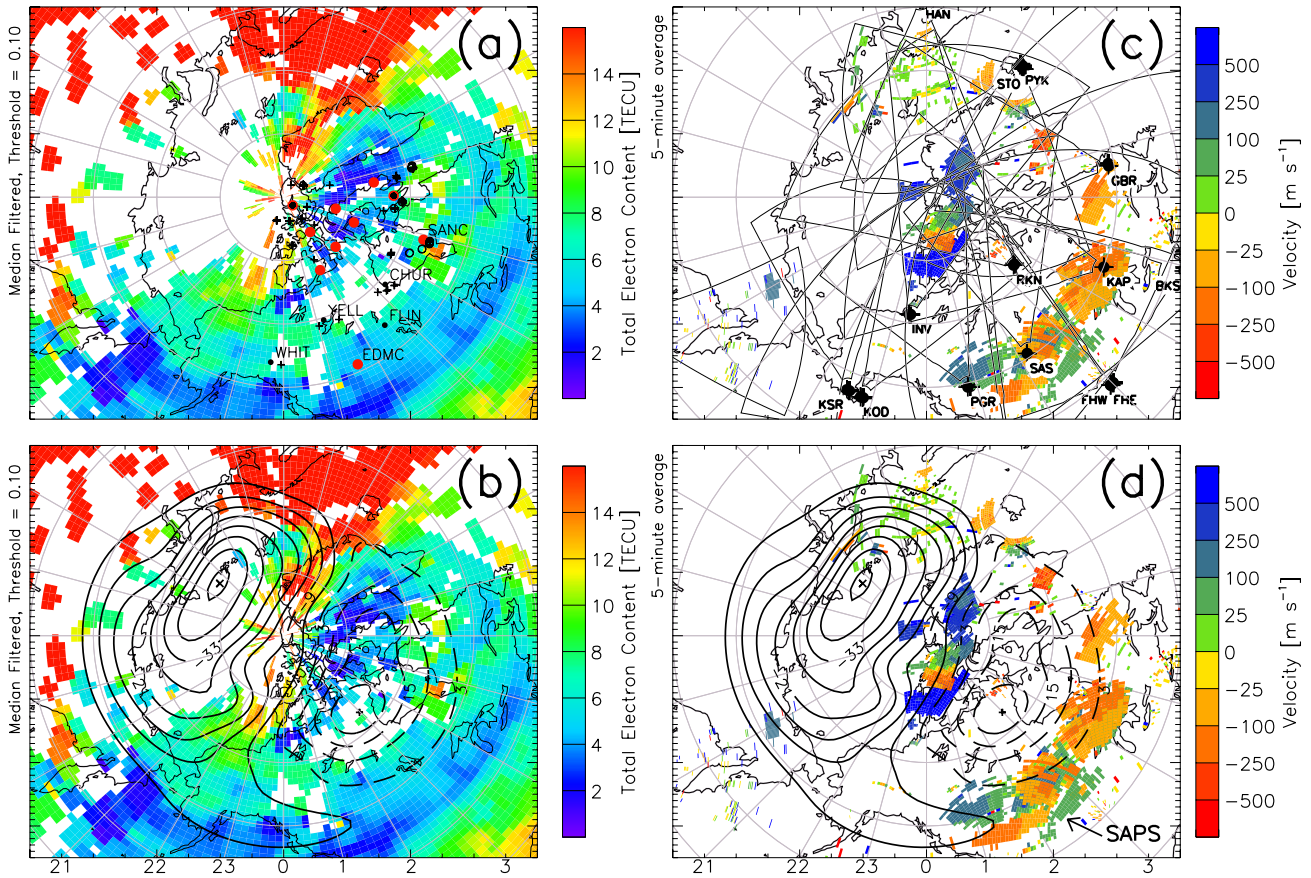 Median Filtered, Threshold = 0.10
(a)
SANC
CHUR
YELL
FLIN
WHIT
EDMC
14
12
10
8
6
4
2
Total Electron Content [TECU]
5-minute average
(c)
HAN
STO
PYK
GBR
RKN
KAP
BKS
INV
SAS
KSR
KOD
PGR
FHW
FHE
500
250
100
25
0
-25
-100
-250
-500
Velocity [m s⁻¹]
Median Filtered, Threshold = 0.10
(b)
-33
15
3
14
12
10
8
6
4
2
Total Electron Content [TECU]
21
22
23
0
1
2
3
5-minute average
(d)
-33
-21
15
3
SAPS
500
250
100
25
0
-25
-100
-250
-500
Velocity [m s⁻¹]
21
22
23
0
1
2
3